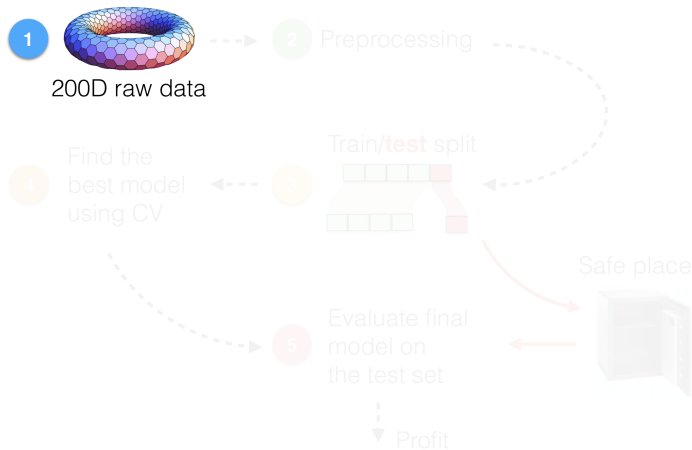 1
200D raw data
2
Preprocessing
Train/test split
3
4
Find the
best model
using CV
Safe place
5
Evaluate final
model on
the test set
Profit